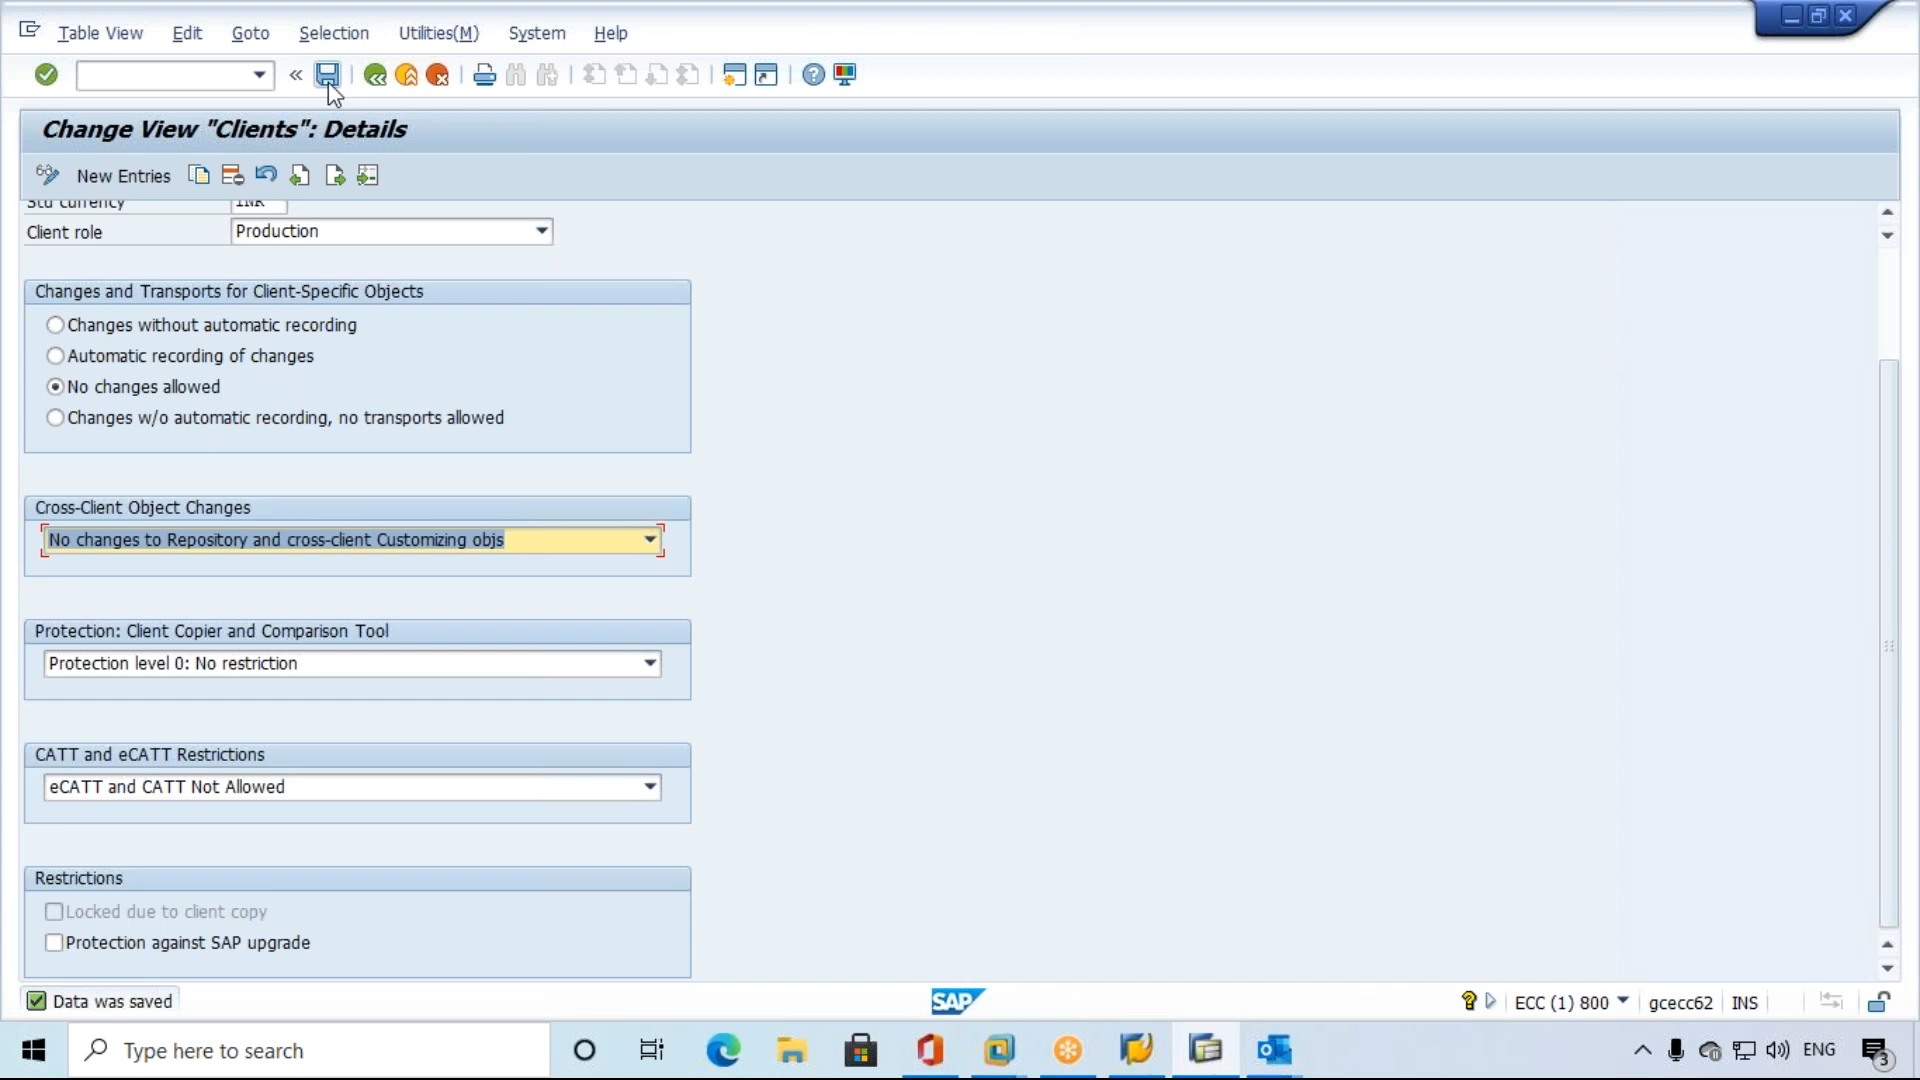 Table View Edit Goto Selection Utilities(M) System Help
Change View "Clients": Details
New Entries
Std currency INR
Client role Production
Changes and Transports for Client-Specific Objects
Changes without automatic recording
Automatic recording of changes
No changes allowed
Changes w/o automatic recording, no transports allowed
Cross-Client Object Changes
No changes to Repository and cross-client Customizing objs
Protection: Client Copier and Comparison Tool
Protection level 0: No restriction
CATT and eCATT Restrictions
eCATT and CATT Not Allowed
Restrictions
Locked due to client copy
Protection against SAP upgrade
Data was saved SAP ECC (1) 800 gcecc62 INS
Type here to search ENG 3